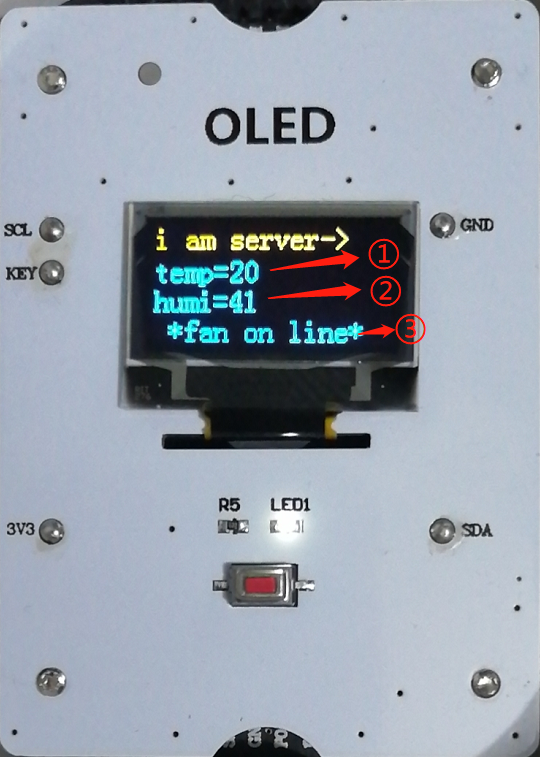 OLED
SCL
GND
KEY
i am server->
temp=20 ①
humi=41 ②
*fan on line* ③
R5 LED1
3V3
SDA